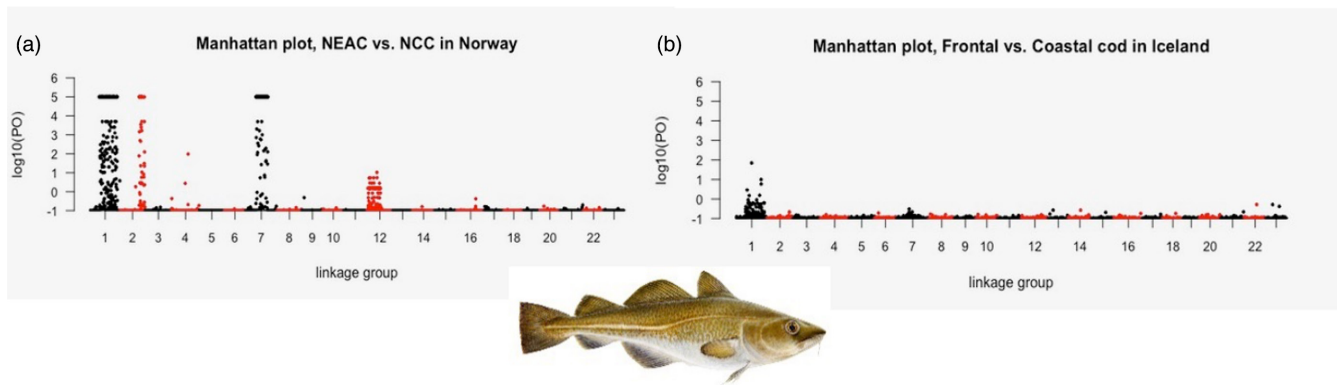 (a)
Manhattan plot, NEAC vs. NCC in Norway
log10(PO)
6
5
4
3
2
1
0
-1
1 2 3 4 5 6 7 8 9 10 12 14 16 18 20 22
linkage group
(b)
Manhattan plot, Frontal vs. Coastal cod in Iceland
log10(PO)
6
5
4
3
2
1
0
-1
1 2 3 4 5 6 7 8 9 10 12 14 16 18 20 22
linkage group